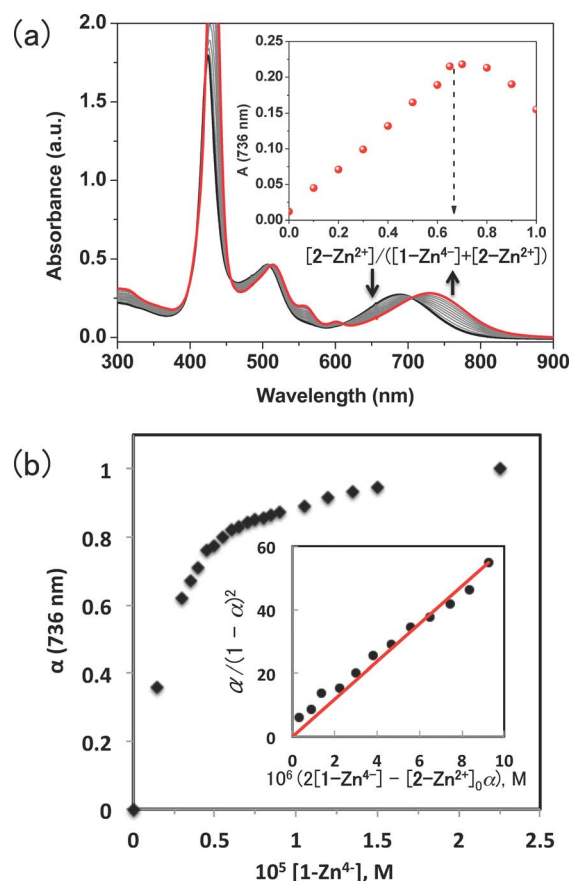 (a)
2.0
1.5
1.0
0.5
0.0
Absorbance (a.u.)
300 400 500 600 700 800 900
Wavelength (nm)
0.25
0.20
0.15
0.10
0.05
0.00
A (736 nm)
0.0 0.2 0.4 0.6 0.8 1.0
[2−Zn²⁺]/([1−Zn⁴⁻]+[2−Zn²⁺])
(b)
1
0.8
0.6
0.4
0.2
0
α (736 nm)
0 0.5 1 1.5 2 2.5
10⁵ [1-Zn⁴⁻], M
60
40
20
0
α/(1 − α)²
0 2 4 6 8 10
10⁶ (2[1-Zn⁴⁻] − [2-Zn²⁺]₀α), M